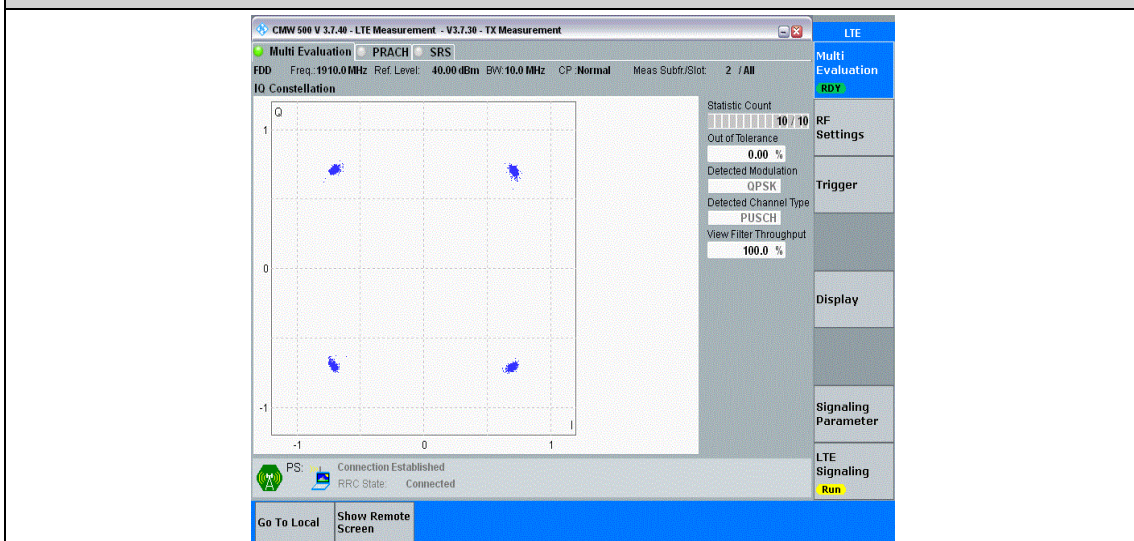 CMW 500 V 3.7.40 - LTE Measurement - V3.7.30 - TX Measurement
LTE
Multi Evaluation PRACH SRS
FDD Freq.: 1910.0 MHz Ref. Level: 40.00 dBm BW: 10.0 MHz CP : Normal Meas Subfr./Slot: 2 / All
IQ Constellation
Q
1
0
-1
I
-1 0 1
Statistic Count
10 / 10
Out of Tolerance
0.00 %
Detected Modulation
QPSK
Detected Channel Type
PUSCH
View Filter Throughput
100.0 %
Multi
Evaluation
RDY
RF
Settings
Trigger
Display
Signaling
Parameter
LTE
Signaling
Run
PS: Connection Established
RRC State: Connected
Go To Local
Show Remote
Screen